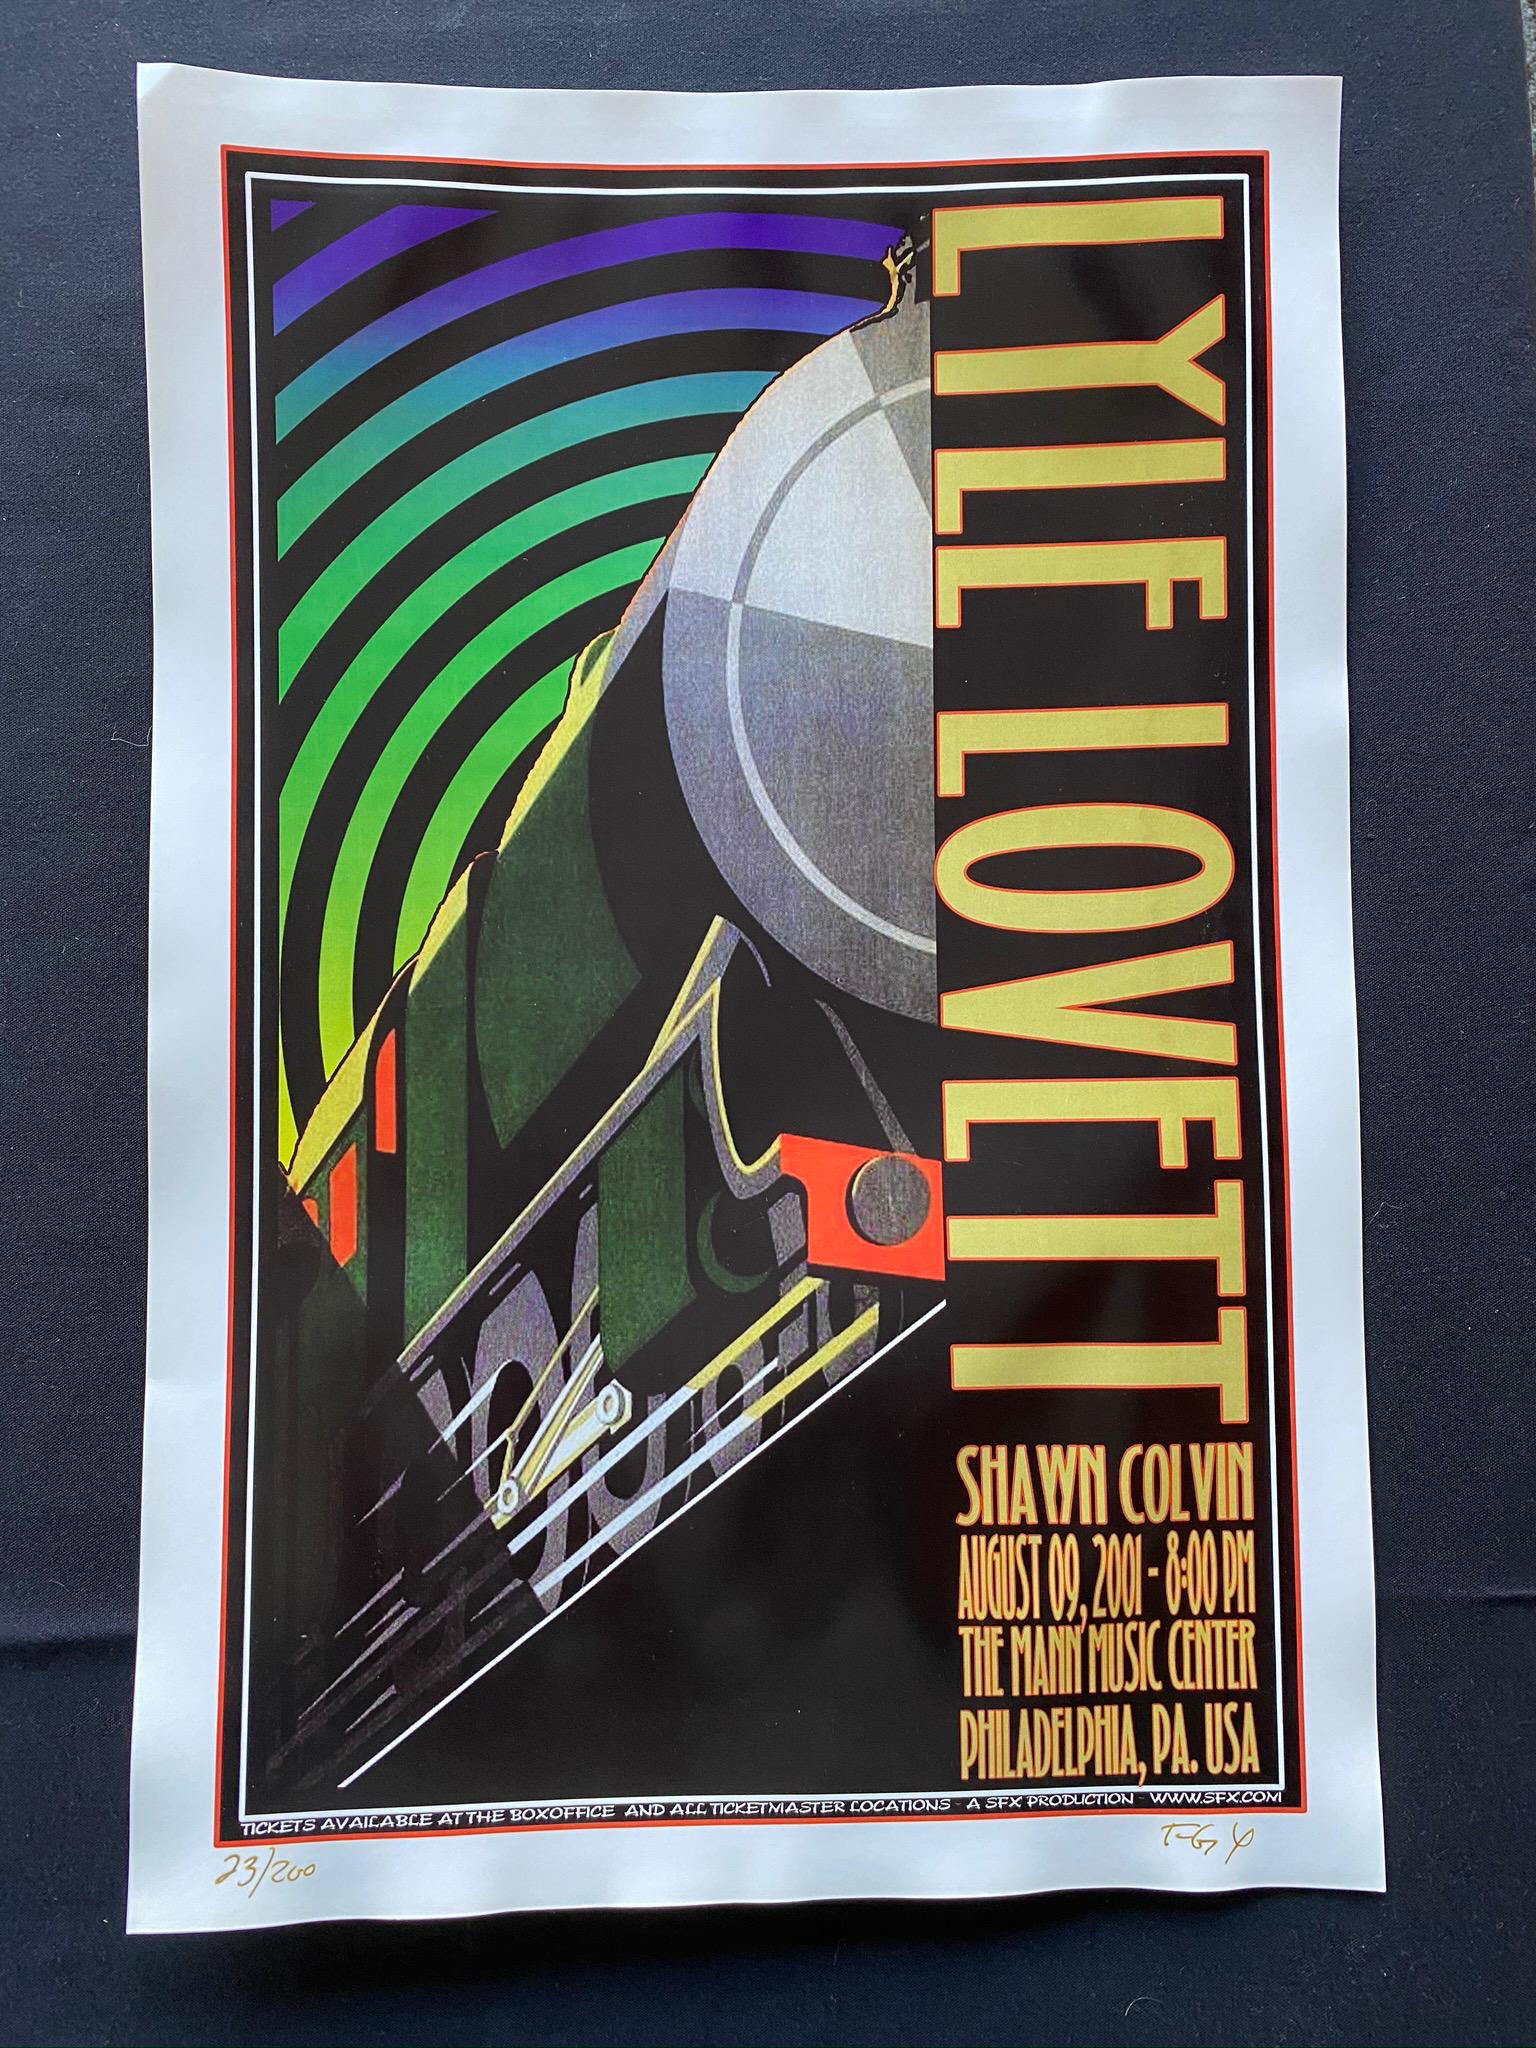 LYLE LOVETT
SHAWN COLVIN
AUGUST 09, 2001 - 8:00 PM
THE MANN MUSIC CENTER
PHILADELPHIA, PA. USA
TICKETS AVAILABLE AT THE BOXOFFICE AND ALL TICKETMASTER LOCATIONS - A SFX PRODUCTION - WWW.SFX.COM
23/200